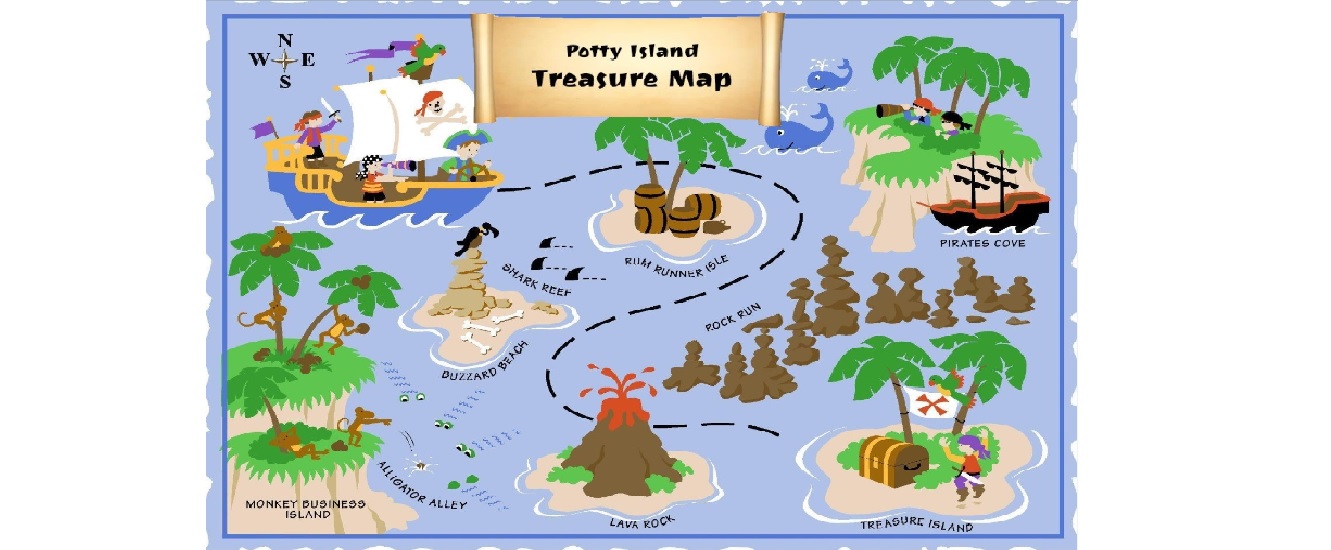 Potty Island
Treasure Map
N
W E
S
PIRATES COVE
RUM RUNNER ISLE
SHARK REEF
ROCK RUN
BUZZARD BEACH
ALLIGATOR ALLEY
MONKEY BUSINESS
ISLAND
LAVA ROCK
TREASURE ISLAND